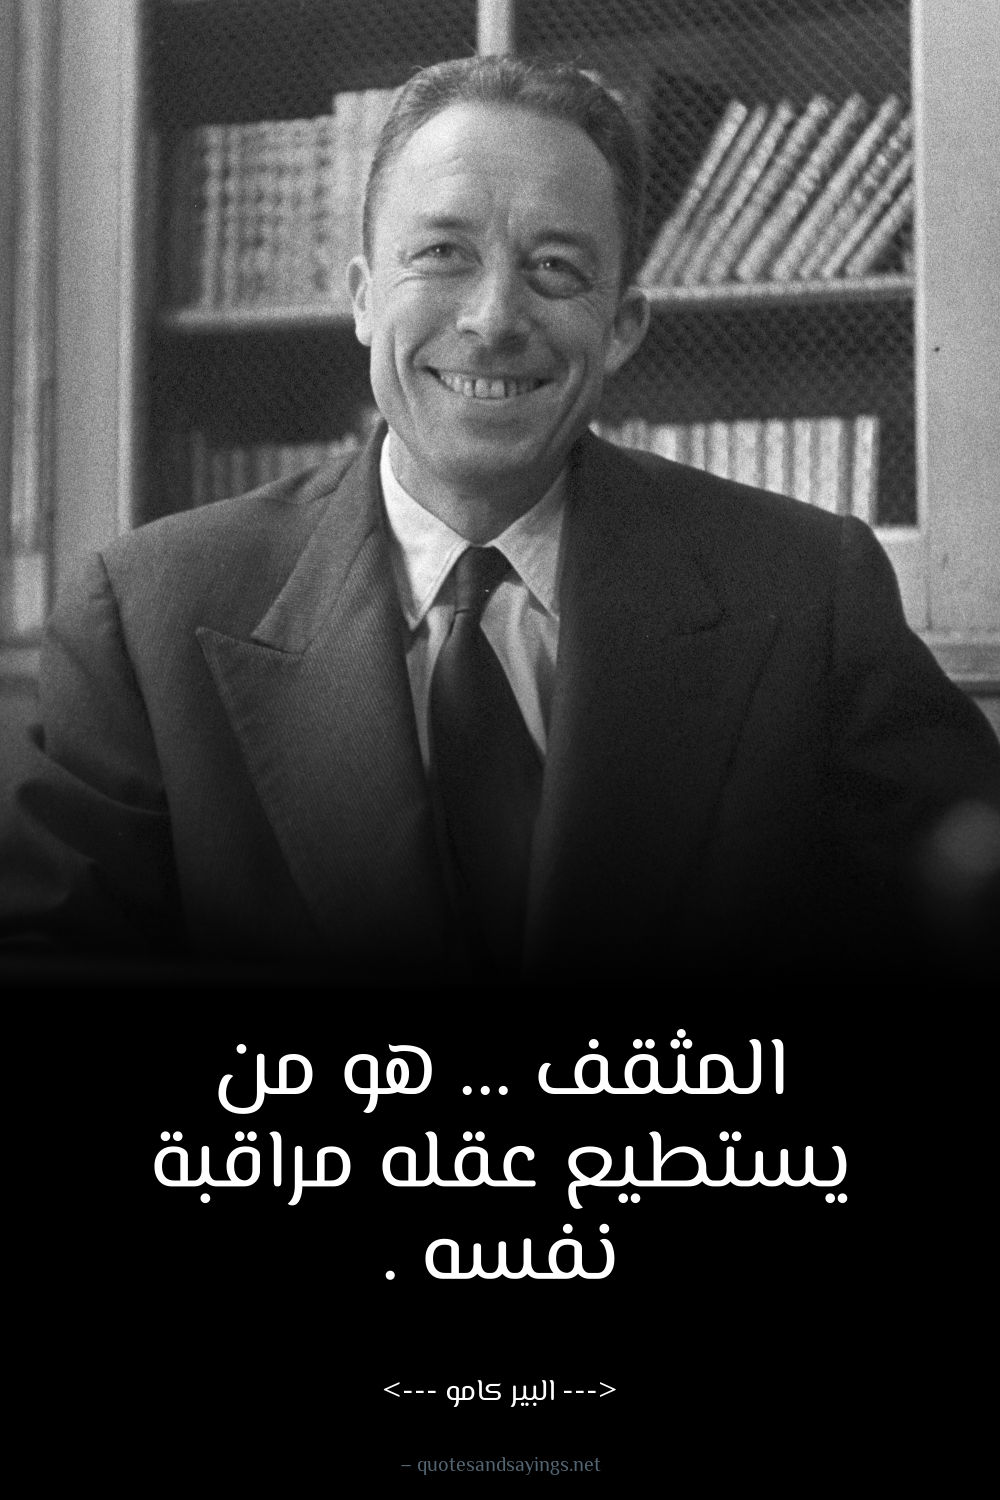 المثقف ... هو من
يستطيع عقله مراقبة
نفسه .
<--- البير كامو --->
– quotesandsayings.net